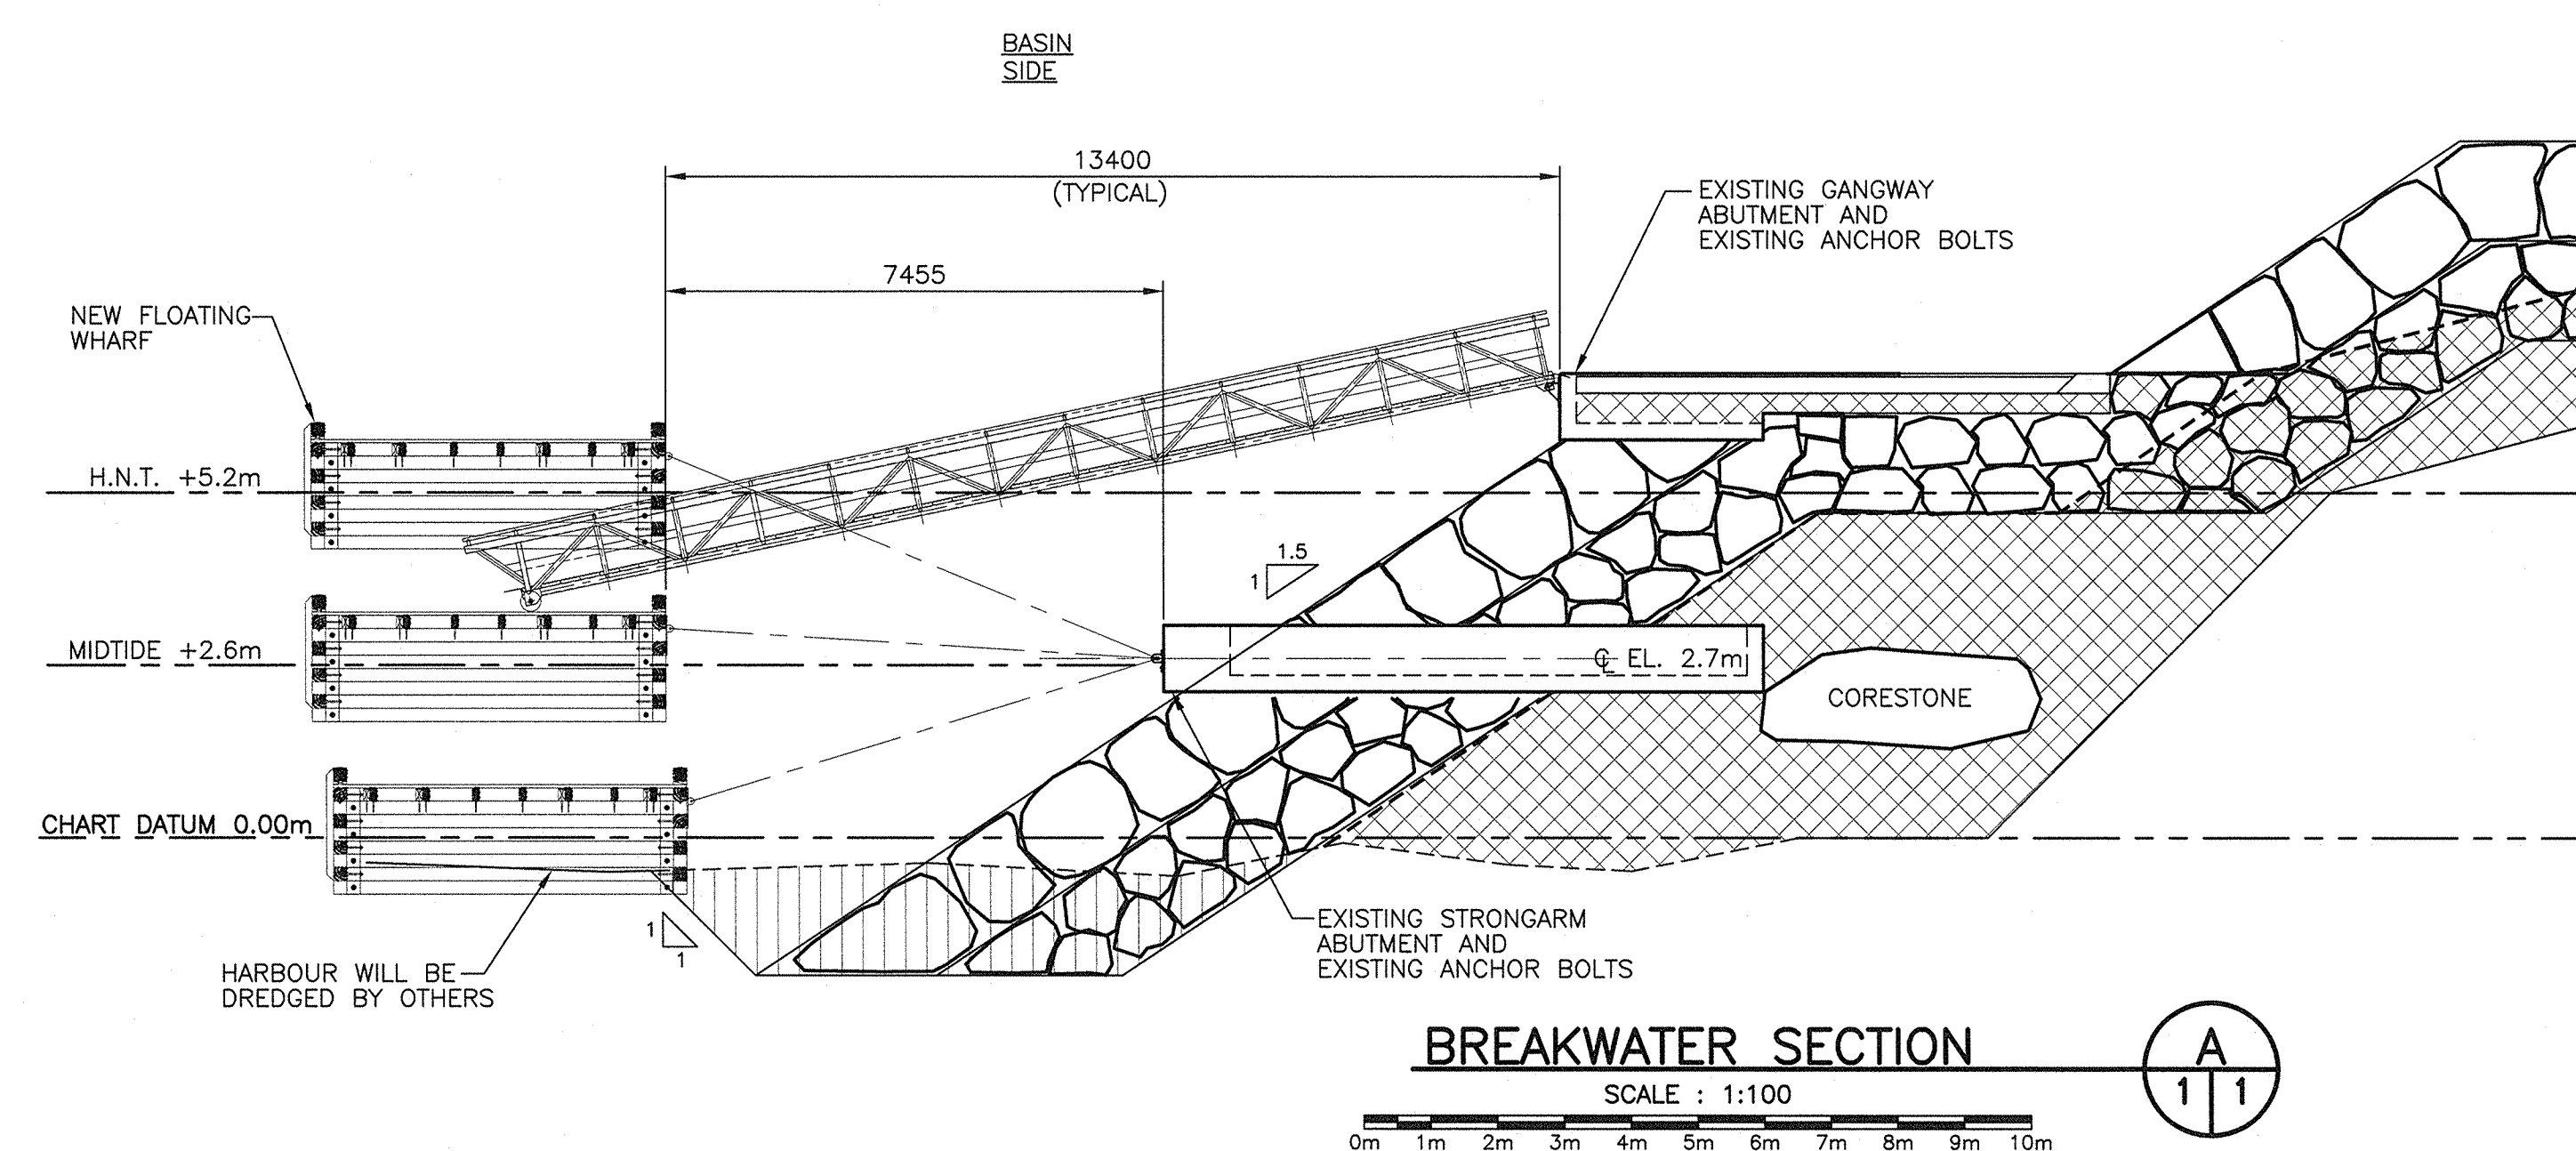 BASIN
SIDE
13400
(TYPICAL)
EXISTING GANGWAY
ABUTMENT AND
EXISTING ANCHOR BOLTS
7455
NEW FLOATING
WHARF
H.N.T. +5.2m
1.5
1
MIDTIDE +2.6m
℄ EL. 2.7m
CORESTONE
CHART DATUM 0.00m
1
1
EXISTING STRONGARM
ABUTMENT AND
EXISTING ANCHOR BOLTS
HARBOUR WILL BE
DREDGED BY OTHERS
BREAKWATER SECTION
A
1 1
SCALE : 1:100
0m 1m 2m 3m 4m 5m 6m 7m 8m 9m 10m